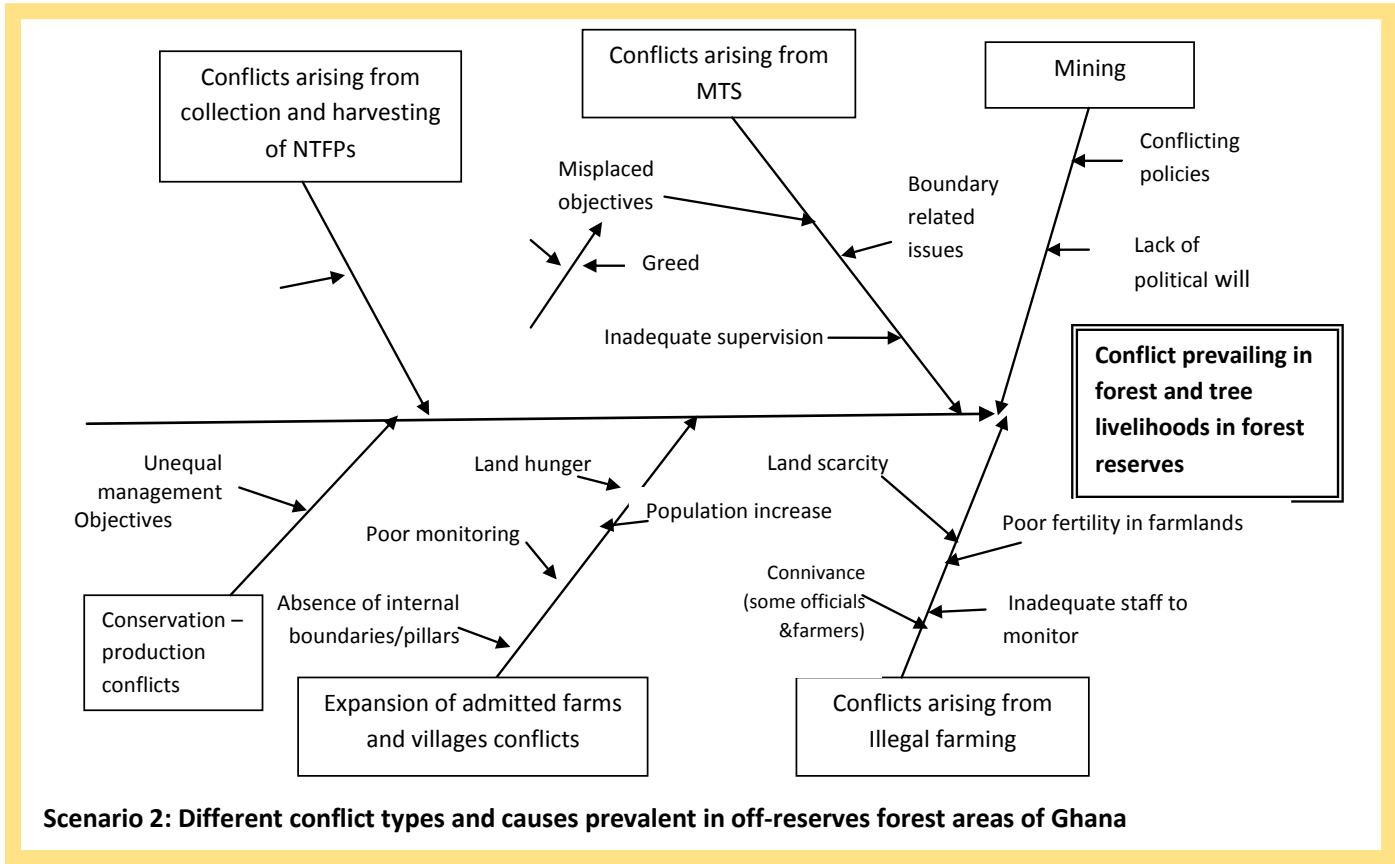 Conflicts arising from
collection and harvesting
of NTFPs
Conflicts arising from
MTS
Mining
Misplaced
objectives
Greed
Boundary
related
issues
Inadequate supervision
Conflicting
policies
Lack of
political will
Conflict prevailing in
forest and tree
livelihoods in forest
reserves
Unequal
management
Objectives
Conservation –
production
conflicts
Land hunger
Population increase
Poor monitoring
Absence of internal
boundaries/pillars
Expansion of admitted farms
and villages conflicts
Land scarcity
Poor fertility in farmlands
Connivance
(some officials
&farmers)
Inadequate staff to
monitor
Conflicts arising from
Illegal farming
Scenario 2: Different conflict types and causes prevalent in off-reserves forest areas of Ghana